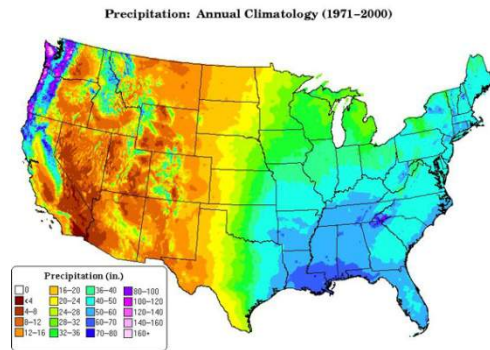 Precipitation: Annual Climatology (1971-2000)
Precipitation (in.)
0 16-20 36-40 80-100
<4 20-24 40-50 100-120
4-8 24-28 50-60 120-140
8-12 28-32 60-70 140-160
12-16 32-36 70-80 160+